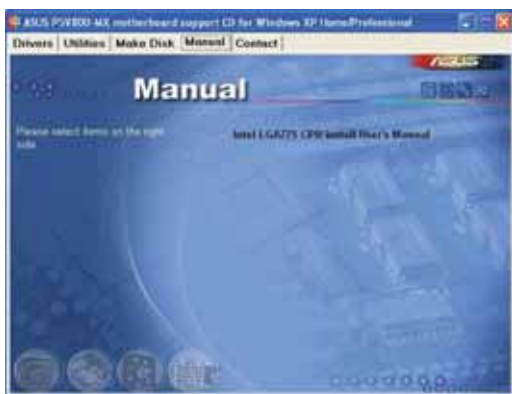 ASUS P5V800-MX motherboard support CD for Windows XP Home/Professional
Drivers Utilities Make Disk Manual Contact
ASUS
Manual
Please select items on the right
side.
Intel LGA775 CPU Install User's Manual